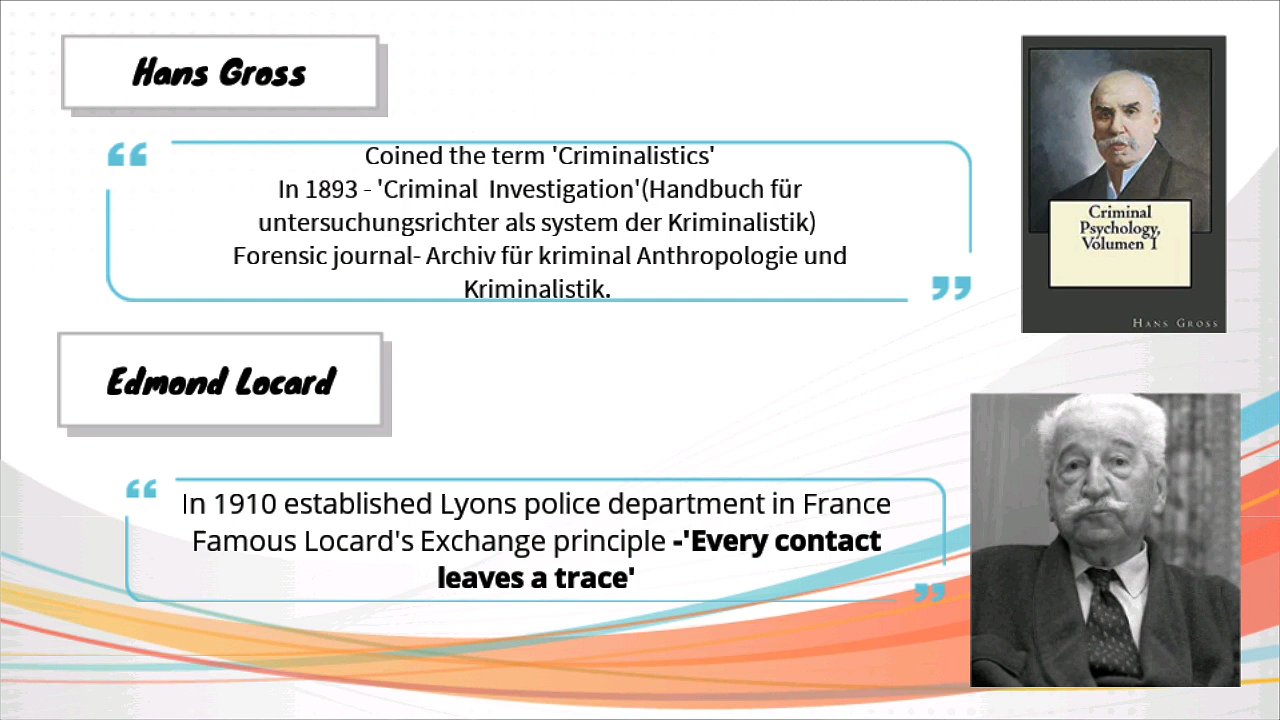 Hans Gross
Coined the term 'Criminalistics'
In 1893 - 'Criminal Investigation'(Handbuch für
untersuchungsrichter als system der Kriminalistik)
Forensic journal- Archiv für kriminal Anthropologie und
Kriminalistik.
Criminal
Psychology,
Vólumen 1
Hans Gross
Edmond Locard
In 1910 established Lyons police department in France
Famous Locard's Exchange principle -'Every contact
leaves a trace'